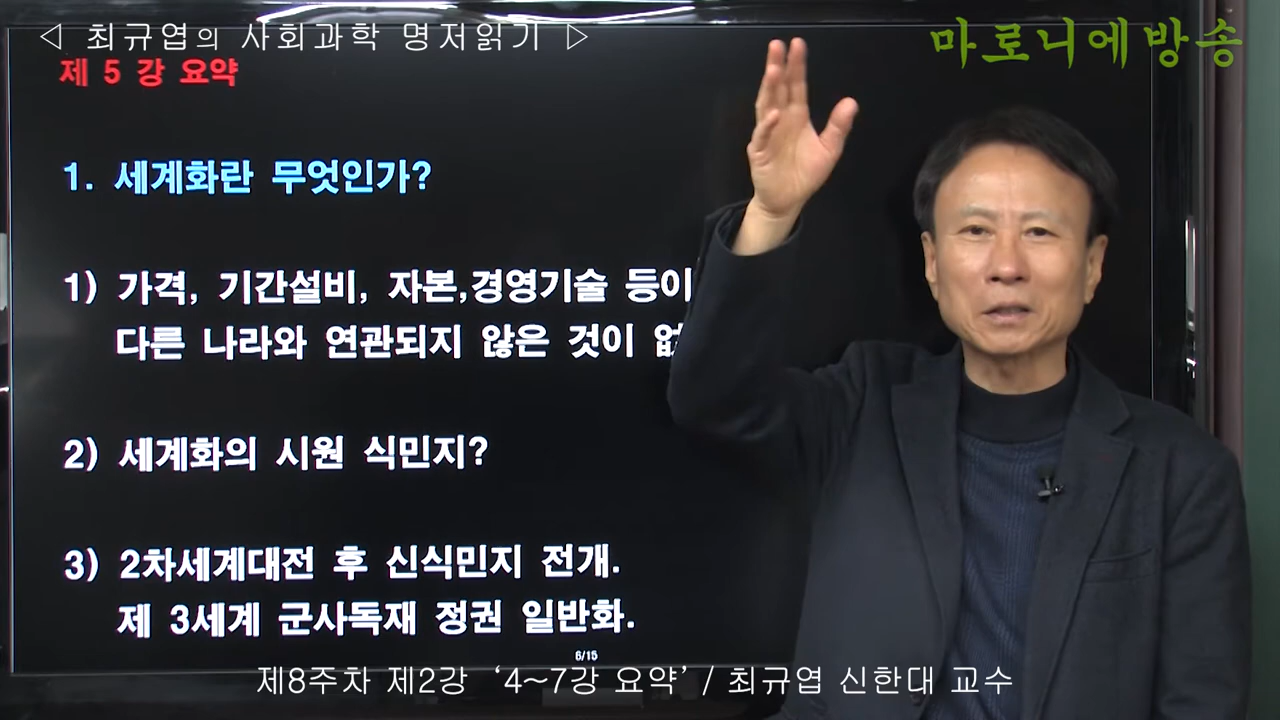 ◁ 최규엽의 사회과학 명저읽기 ▷
마로니에방송
제 5 강 요약
1. 세계화란 무엇인가?
1) 가격, 기간설비, 자본,경영기술 등이
다른 나라와 연관되지 않은 것이
2) 세계화의 시원 식민지?
3) 2차세계대전 후 신식민지 전개.
제 3세계 군사독재 정권 일반화.
6/15
제8주차 제2강 ‘4~7강 요약’ / 최규엽 신한대 교수